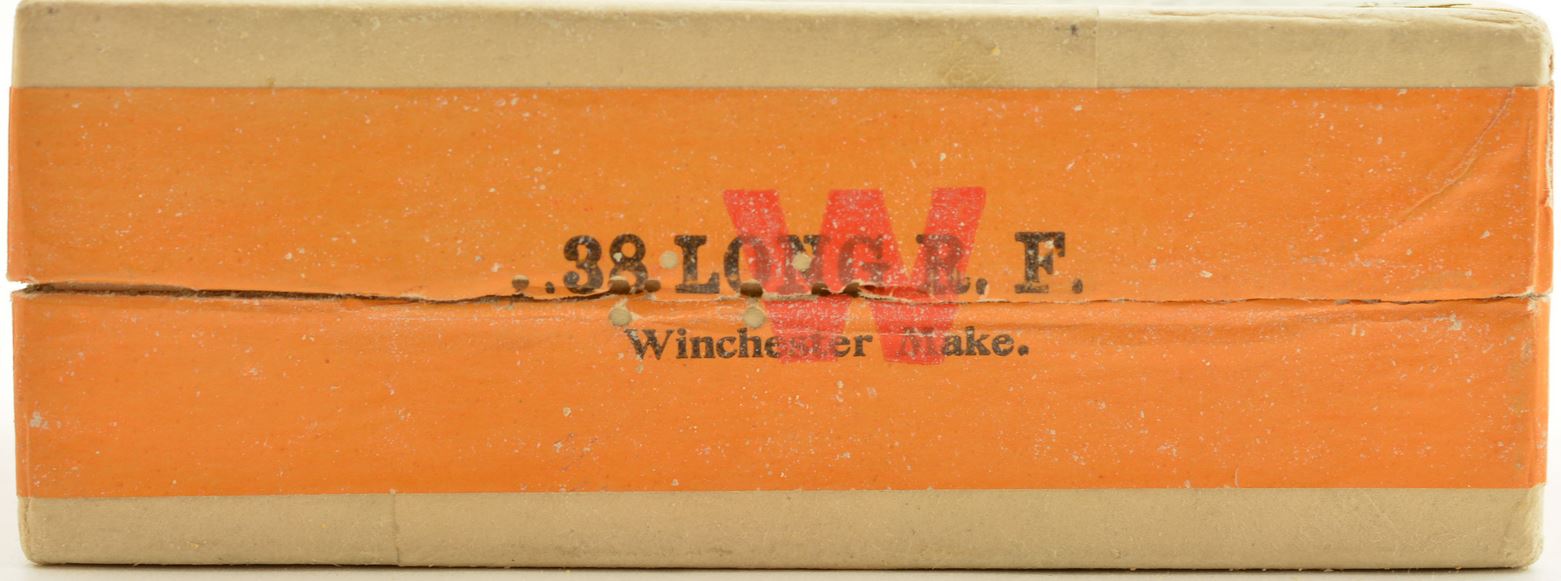 W
..38 LONG R. F.
Winchester Make.